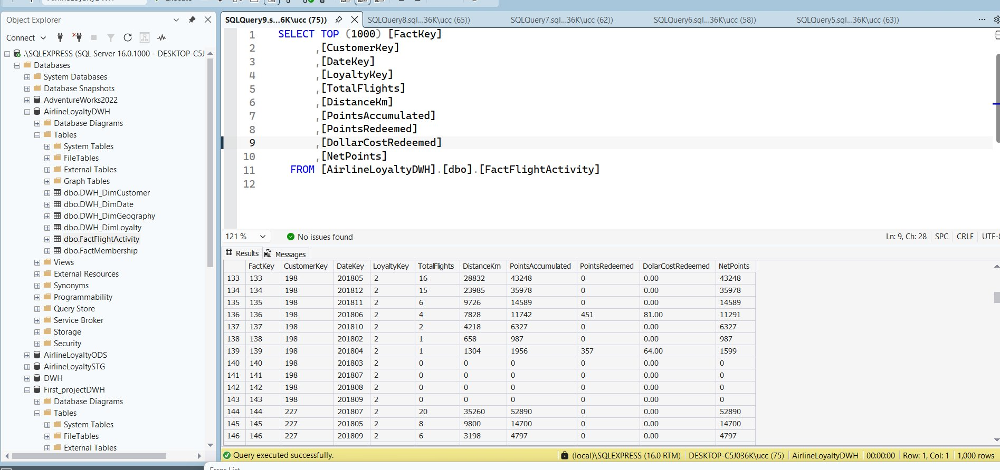 Execute
Object Explorer
SQLQuery9.s...6K\ucc (75))
SQLQuery8.sql...36K\ucc (65))
SQLQuery7.sql...36K\ucc (62))
SQLQuery6.sql...36K\ucc (58))
SQLQuery5.sql...36K\ucc (63))
Connect
.\SQLEXPRESS (SQL Server 16.0.1000 - DESKTOP-C5J
Databases
System Databases
Database Snapshots
AdventureWorks2022
AirlineLoyaltyDWH
Database Diagrams
Tables
System Tables
FileTables
External Tables
Graph Tables
dbo.DWH_DimCustomer
dbo.DWH_DimDate
dbo.DWH_DimGeography
dbo.DWH_DimLoyalty
dbo.FactFlightActivity
dbo.FactMembership
Views
External Resources
Synonyms
Programmability
Query Store
Service Broker
Storage
Security
AirlineLoyaltyODS
AirlineLoyaltySTG
DWH
First_projectDWH
Database Diagrams
Tables
System Tables
FileTables
External Tables
1 SELECT TOP (1000) [FactKey]
2 ,[CustomerKey]
3 ,[DateKey]
4 ,[LoyaltyKey]
5 ,[TotalFlights]
6 ,[DistanceKm]
7 ,[PointsAccumulated]
8 ,[PointsRedeemed]
9 ,[DollarCostRedeemed]
10 ,[NetPoints]
11 FROM [AirlineLoyaltyDWH].[dbo].[FactFlightActivity]
12
121 % No issues found Ln: 9, Ch: 28 SPC CRLF UTF-8
Results Messages
FactKey CustomerKey DateKey LoyaltyKey TotalFlights DistanceKm PointsAccumulated PointsRedeemed DollarCostRedeemed NetPoints
133 133 198 201805 2 16 28832 43248 0 0.00 43248
134 134 198 201812 2 15 23985 35978 0 0.00 35978
135 135 198 201811 2 6 9726 14589 0 0.00 14589
136 136 198 201806 2 4 7828 11742 451 81.00 11291
137 137 198 201810 2 2 4218 6327 0 0.00 6327
138 138 198 201802 2 1 658 987 0 0.00 987
139 139 198 201804 2 1 1304 1956 357 64.00 1599
140 140 198 201803 2 0 0 0 0 0.00 0
141 141 198 201807 2 0 0 0 0 0.00 0
142 142 198 201808 2 0 0 0 0 0.00 0
143 143 198 201809 2 0 0 0 0 0.00 0
144 144 227 201807 2 20 35260 52890 0 0.00 52890
145 145 227 201805 2 8 9800 14700 0 0.00 14700
146 146 227 201809 2 6 3198 4797 0 0.00 4797
Query executed successfully. (local)\SQLEXPRESS (16.0 RTM) DESKTOP-C5J036K\ucc (75) AirlineLoyaltyDWH 00:00:00 Row: 1, Col: 1 1,000 rows
Error List